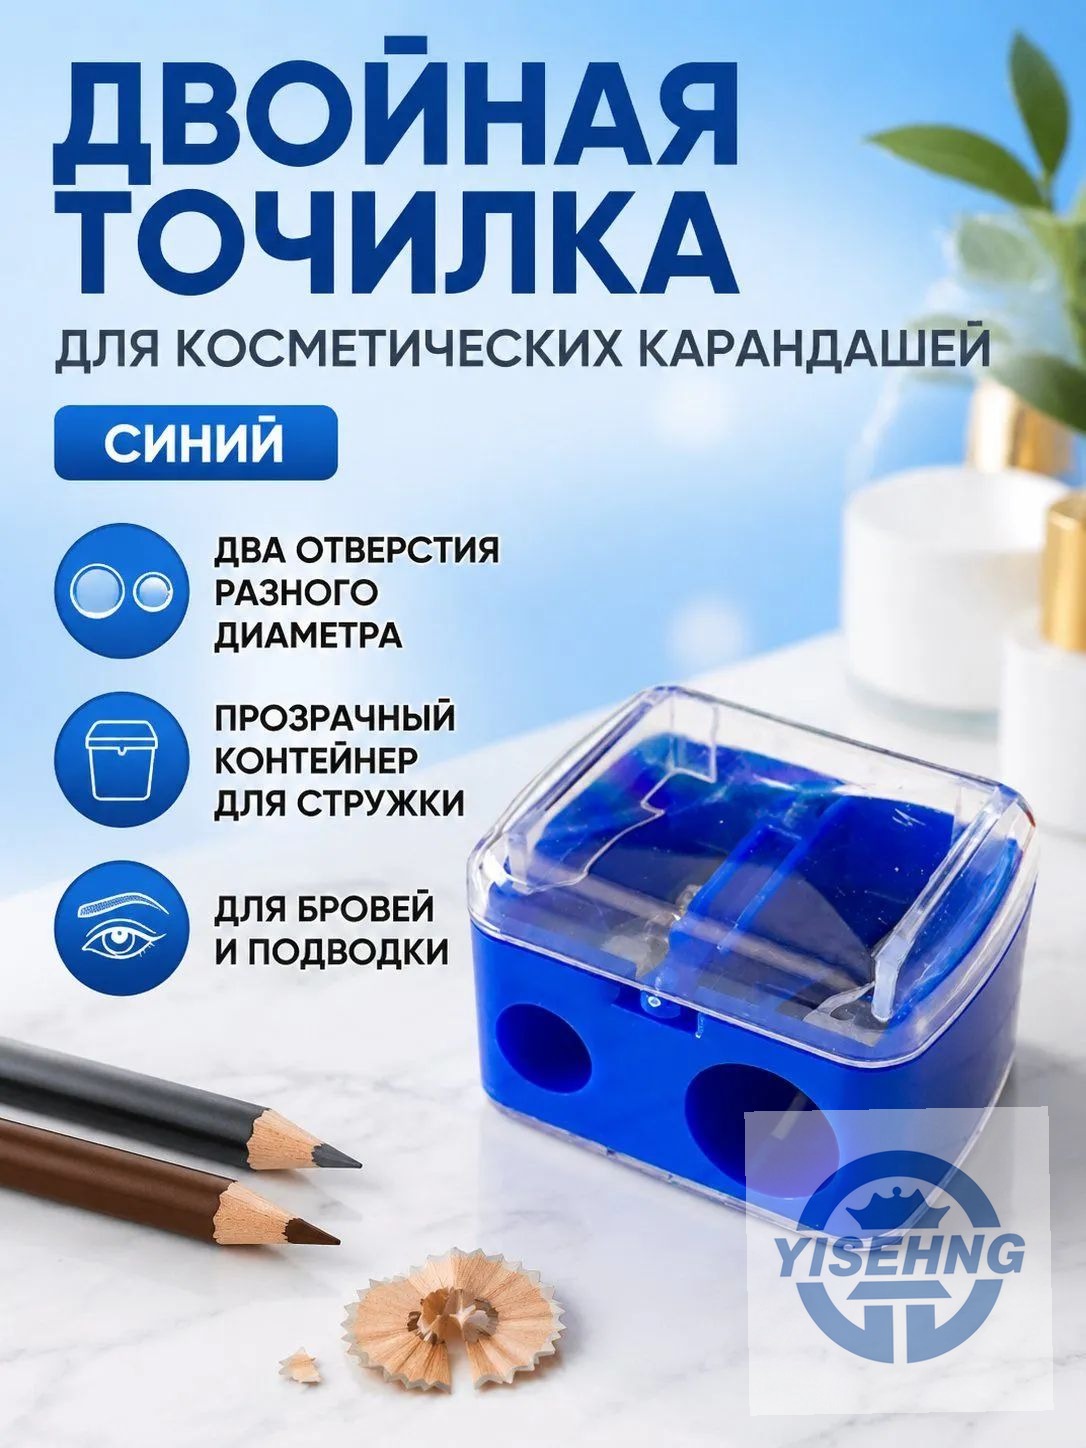 ДВОЙНАЯ
ТОЧИЛКА
ДЛЯ КОСМЕТИЧЕСКИХ КАРАНДАШЕЙ
СИНИЙ
ДВА ОТВЕРСТИЯ
РАЗНОГО
ДИАМЕТРА
ПРОЗРАЧНЫЙ
КОНТЕЙНЕР
ДЛЯ СТРУЖКИ
ДЛЯ БРОВЕЙ
И ПОДВОДКИ
YISEHNG